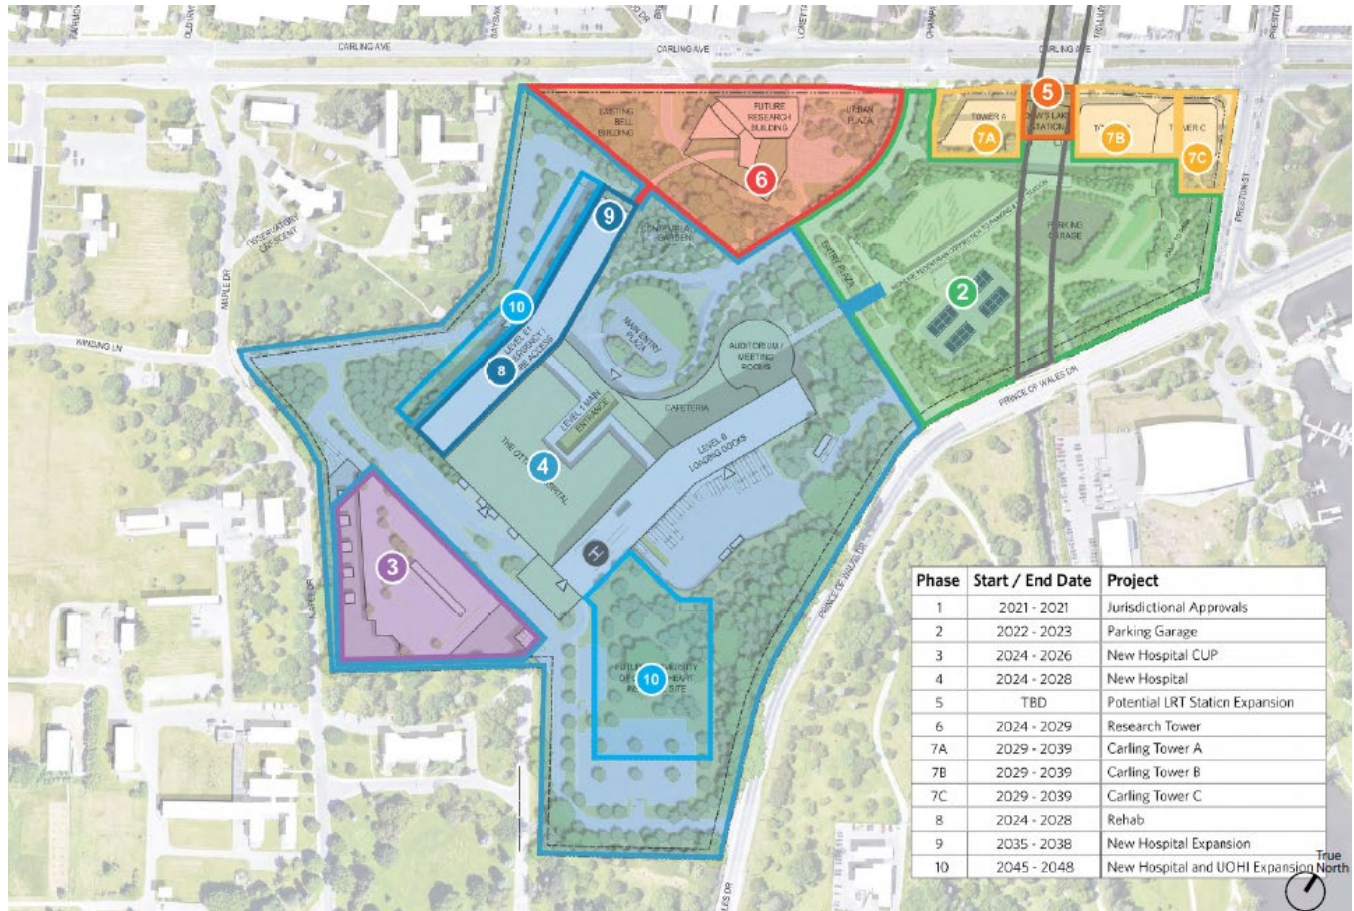 CARLING AVE
CARLING AVE
CARLING AVE
EXISTING
BELL
BUILDING
FUTURE
RESEARCH
BUILDING
URBAN
PLAZA
6
TOWER A
7A
5
STATION
7B
TOWER C
7C
PRESTON ST
OBSERVATORY
CRESCENT
MAPLE DR
WINDING LN
9
GARDEN
10
LEVEL E1
8
MAIN ENTRY
PLAZA
AUDITORIUM /
MEETING
ROOMS
ENTRY PLAZA
PARKING
GARAGE
2
PRINCE OF WALES DR
CAFETERIA
LEVEL 1 MAIN
ENTRANCE
4
LEVEL B
LOADING DOCKS
H
3
PRINCE OF WALES DR
10
Phase Start / End Date Project
1 2021 - 2021 Jurisdictional Approvals
2 2022 - 2023 Parking Garage
3 2024 - 2026 New Hospital CUP
4 2024 - 2028 New Hospital
5 TBD Potential LRT Station Expansion
6 2024 - 2029 Research Tower
7A 2029 - 2039 Carling Tower A
7B 2029 - 2039 Carling Tower B
7C 2029 - 2039 Carling Tower C
8 2024 - 2028 Rehab
9 2035 - 2038 New Hospital Expansion
10 2045 - 2048 New Hospital and UOHI Expansion
True
North